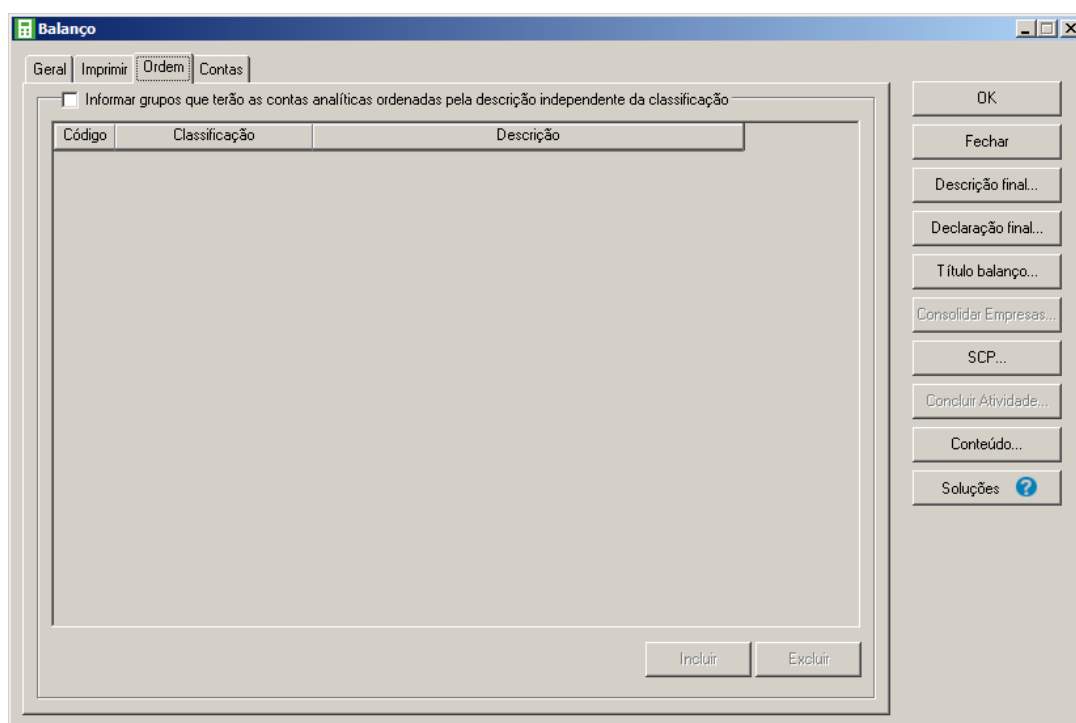 Balanço
Geral Imprimir Ordem Contas
Informar grupos que terão as contas analíticas ordenadas pela descrição independente da classificação
Código Classificação Descrição
Incluir Excluir
OK
Fechar
Descrição final...
Declaração final...
Título balanço...
Consolidar Empresas...
SCP...
Concluir Atividade...
Conteúdo...
Soluções ?